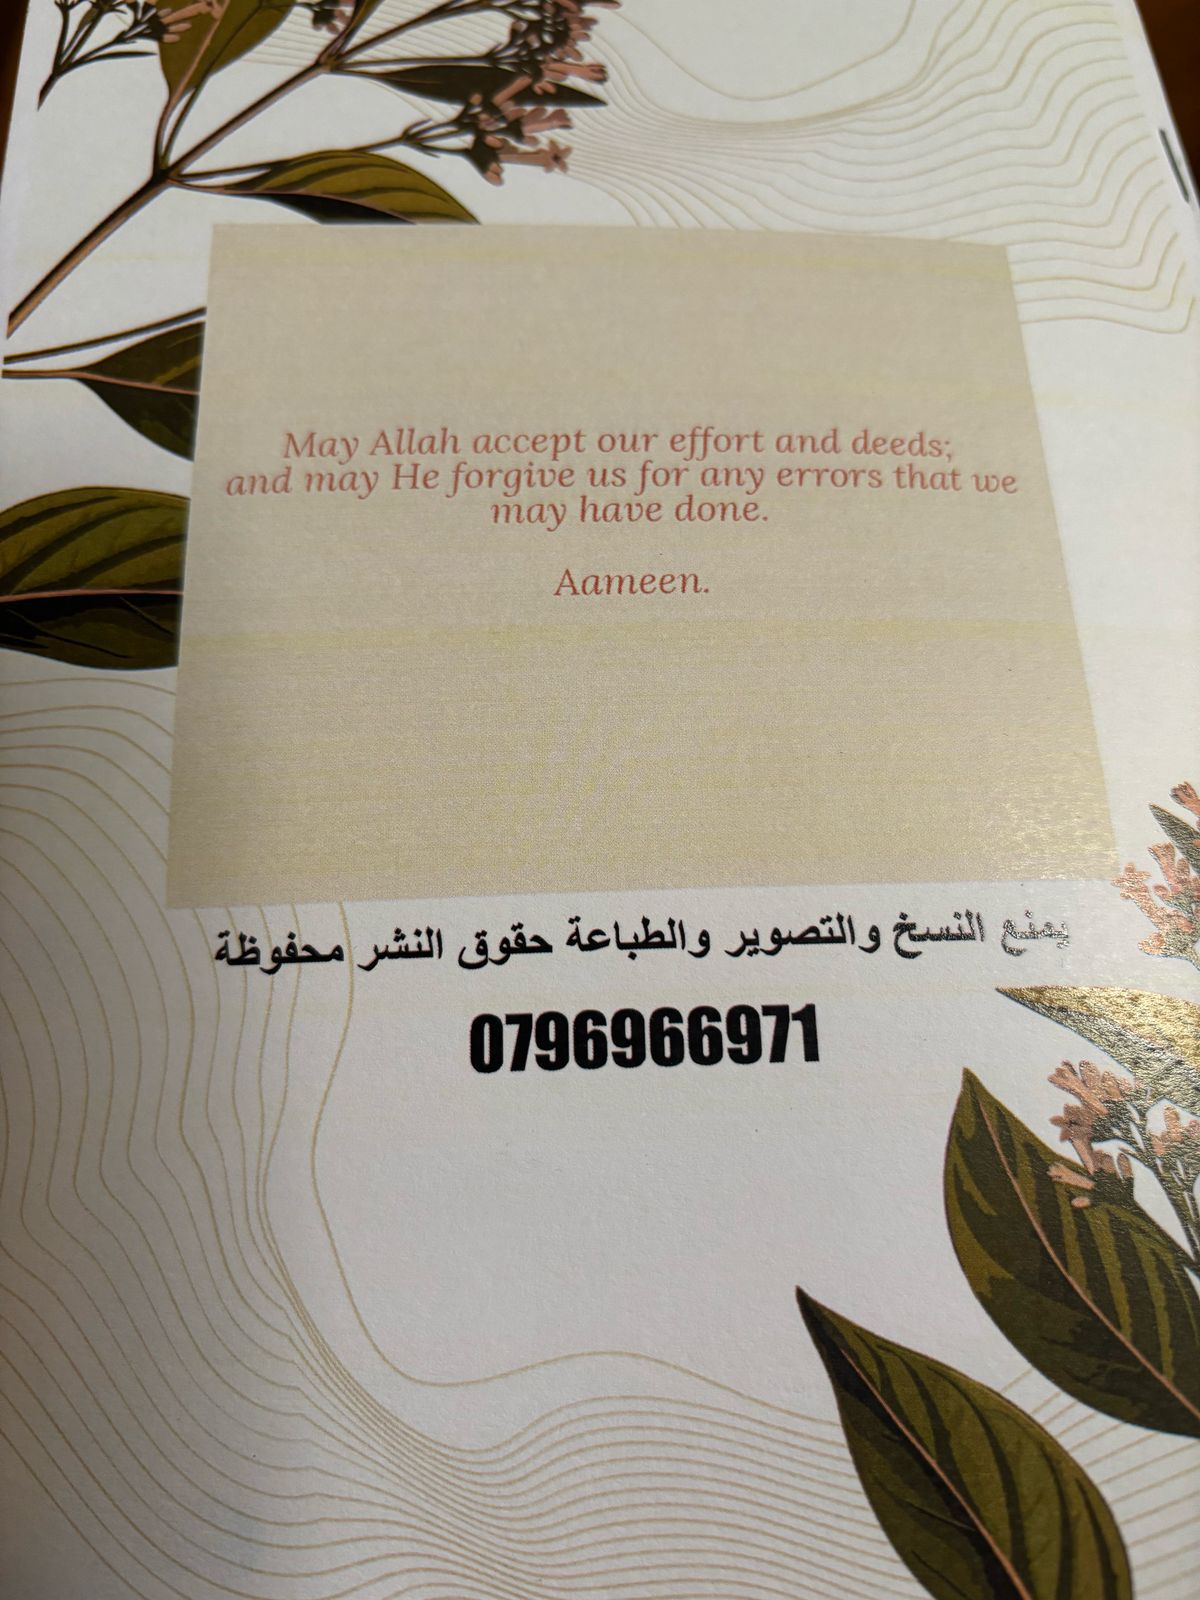 May Allah accept our effort and deeds;
and may He forgive us for any errors that we
may have done.
Aameen.
يمنع النسخ والتصوير والطباعة حقوق النشر محفوظة
0796966971